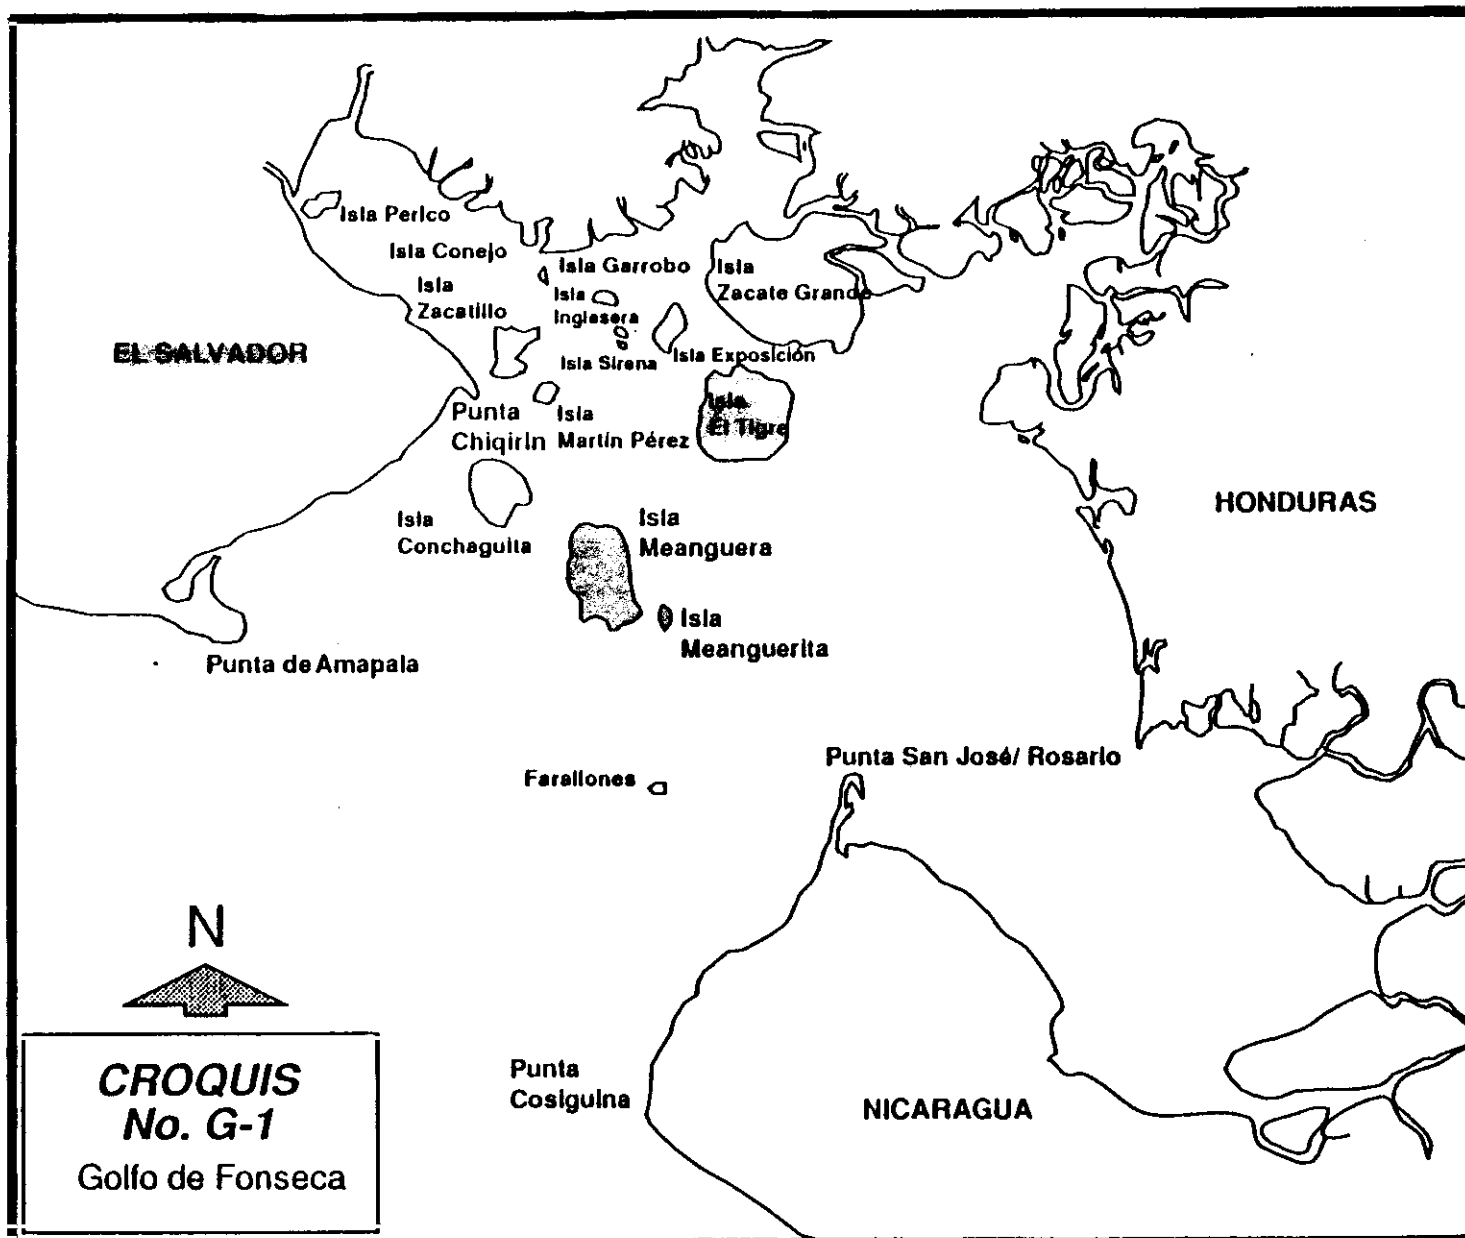 Isla Perico
Isla Conejo
Isla Garrobo
Isla
Zacate Grande
Isla
Zacatillo
Isla
Inglasera
EL SALVADOR
Isla Sirena
Isla Exposición
Isla
El Tigre
Punta
Chiqirín
Isla
Martín Pérez
HONDURAS
Isla
Conchaguita
Isla
Meanguera
Isla
Meanguerita
Punta de Amapala
Punta San José/ Rosario
Farallones
N
CROQUIS
No. G-1
Golfo de Fonseca
Punta
Cosiguina
NICARAGUA